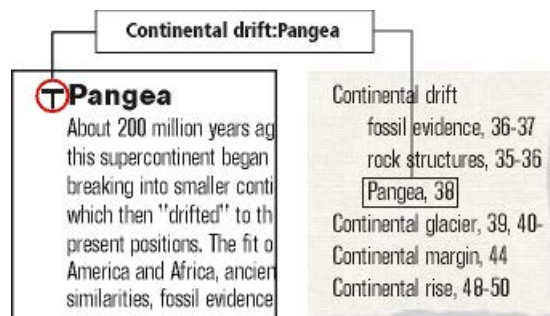 Continental drift:Pangea
Pangea
About 200 million years ag
this supercontinent began
breaking into smaller conti
which then "drifted" to th
present positions. The fit o
America and Africa, ancien
similarities, fossil evidence
Continental drift
fossil evidence, 36-37
rock structures, 35-36
Pangea, 38
Continental glacier, 39, 40-
Continental margin, 44
Continental rise, 48-50